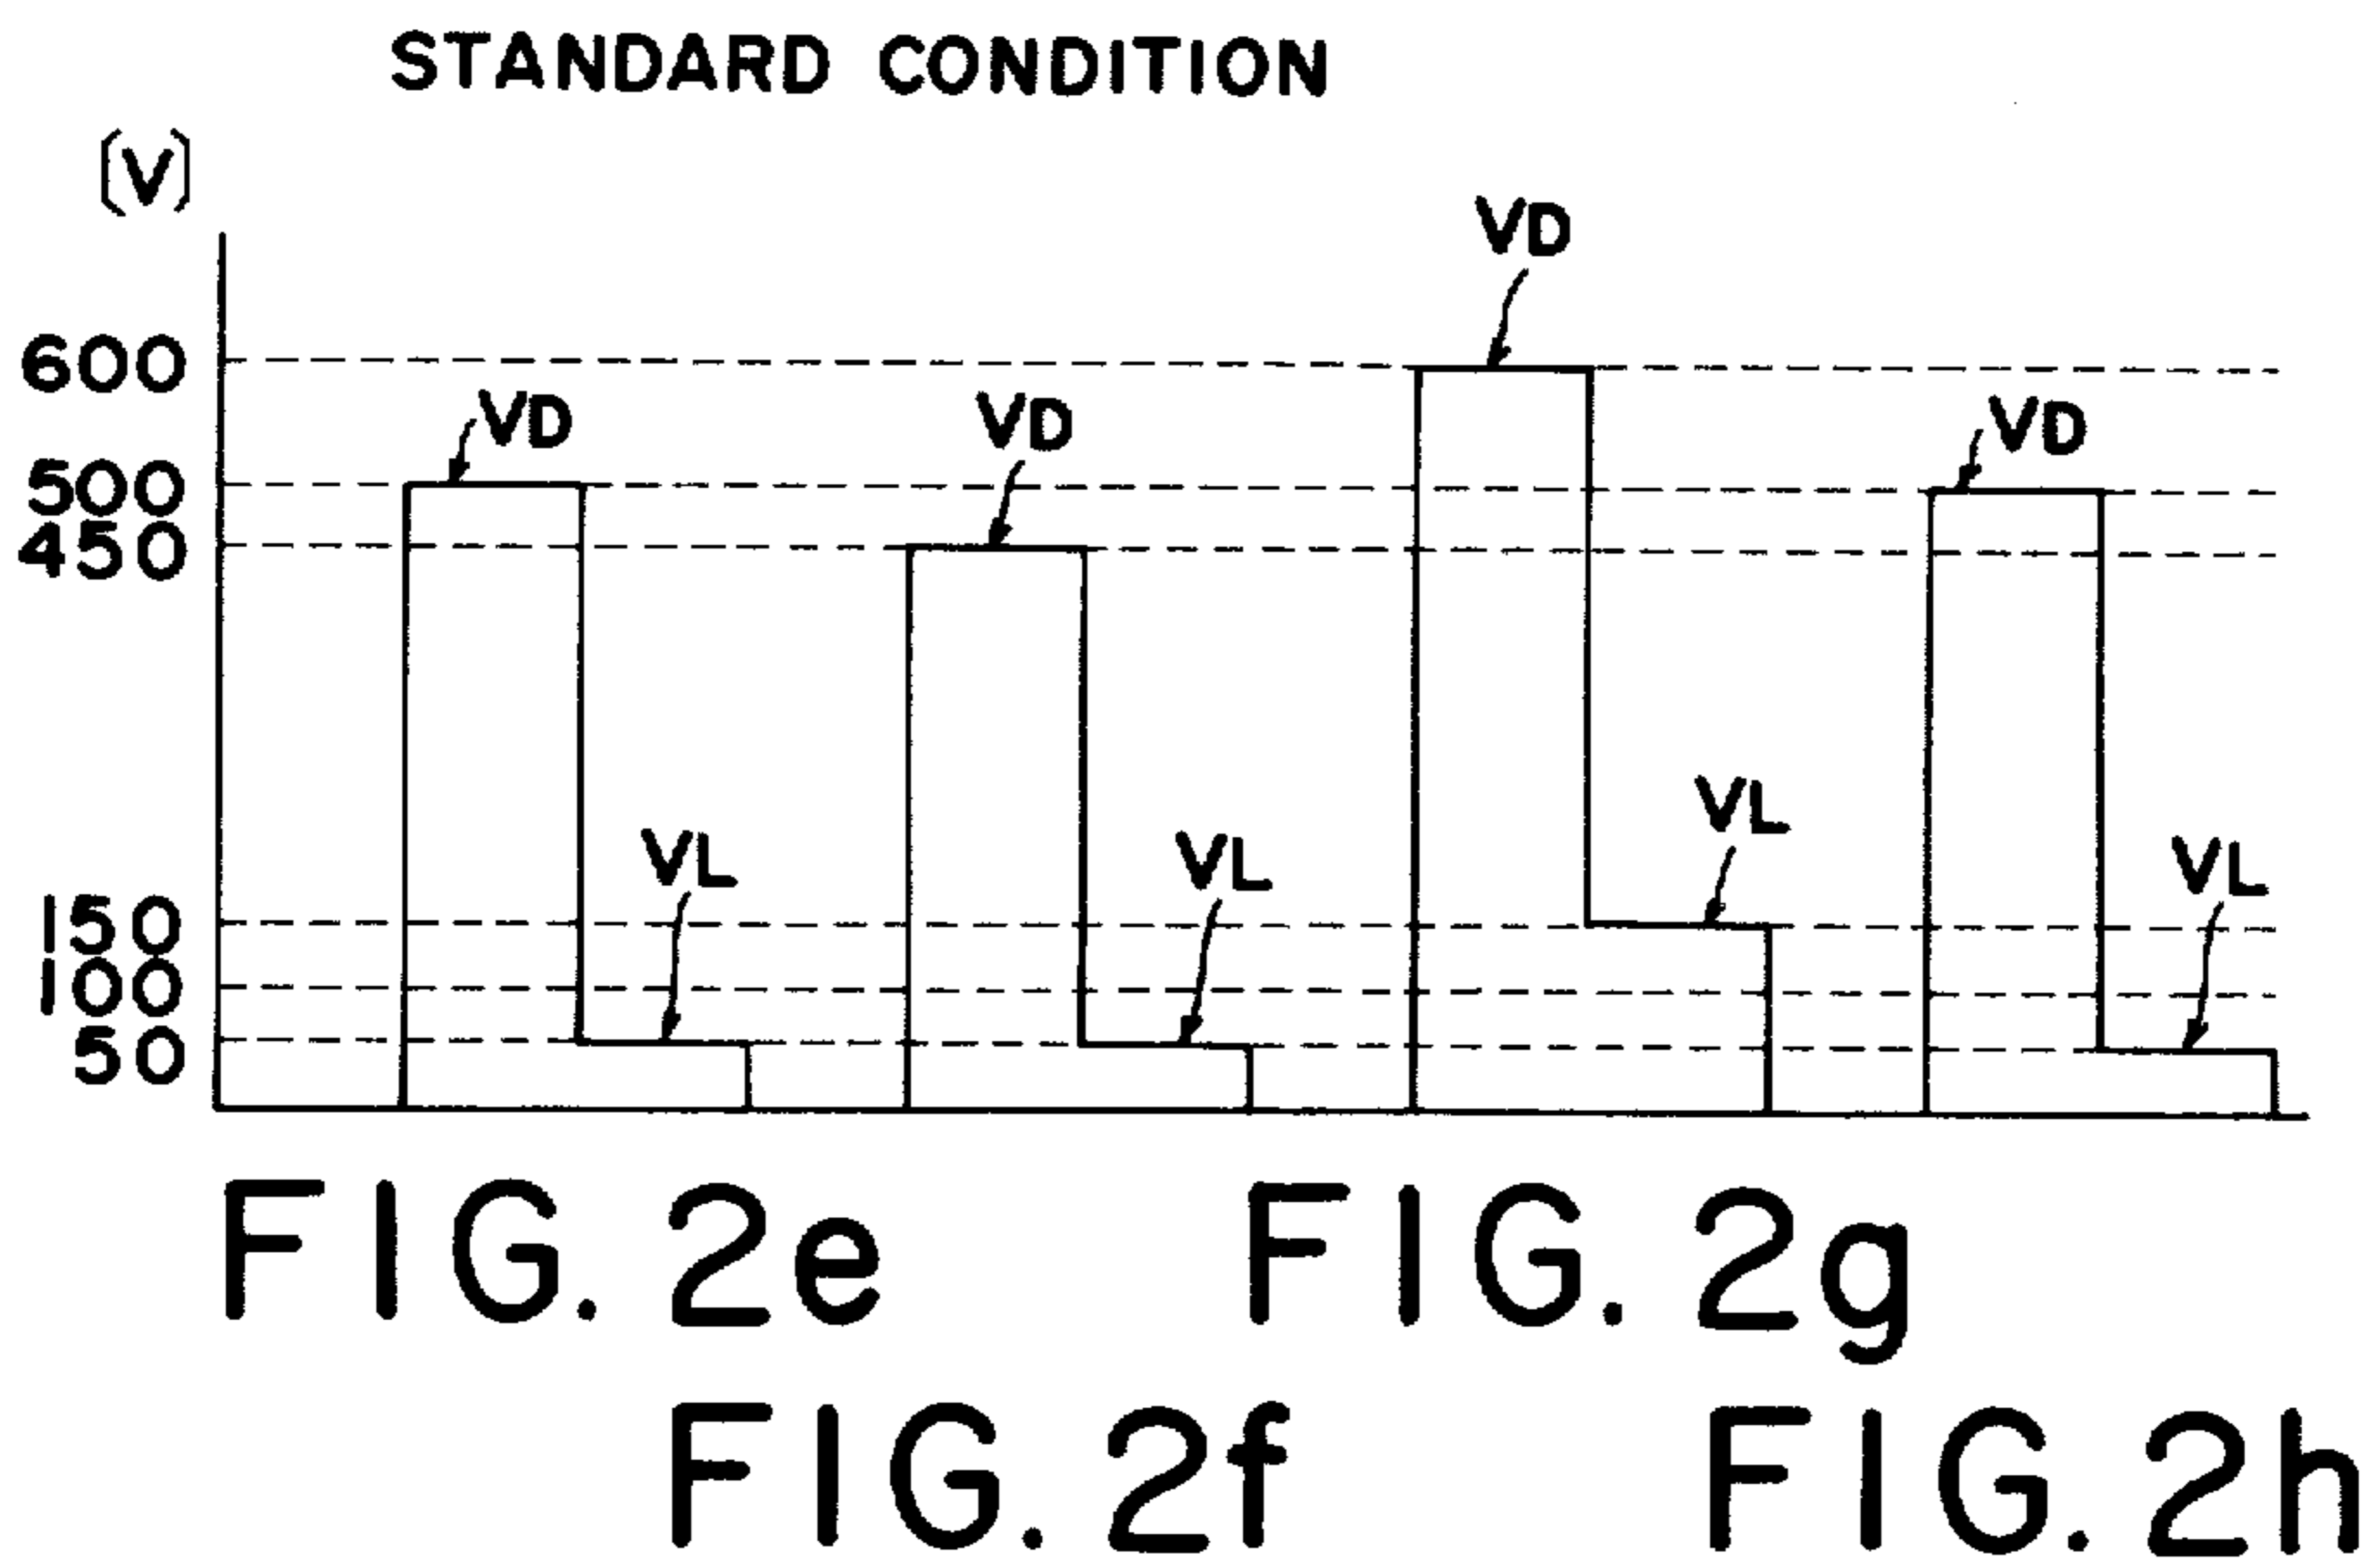 STANDARD CONDITION
(V)
VD
600
VD
VD
VD
500
450
VL
VL
VL
VL
150
100
50
FIG. 2e
FIG. 2g
FIG. 2f
FIG. 2h